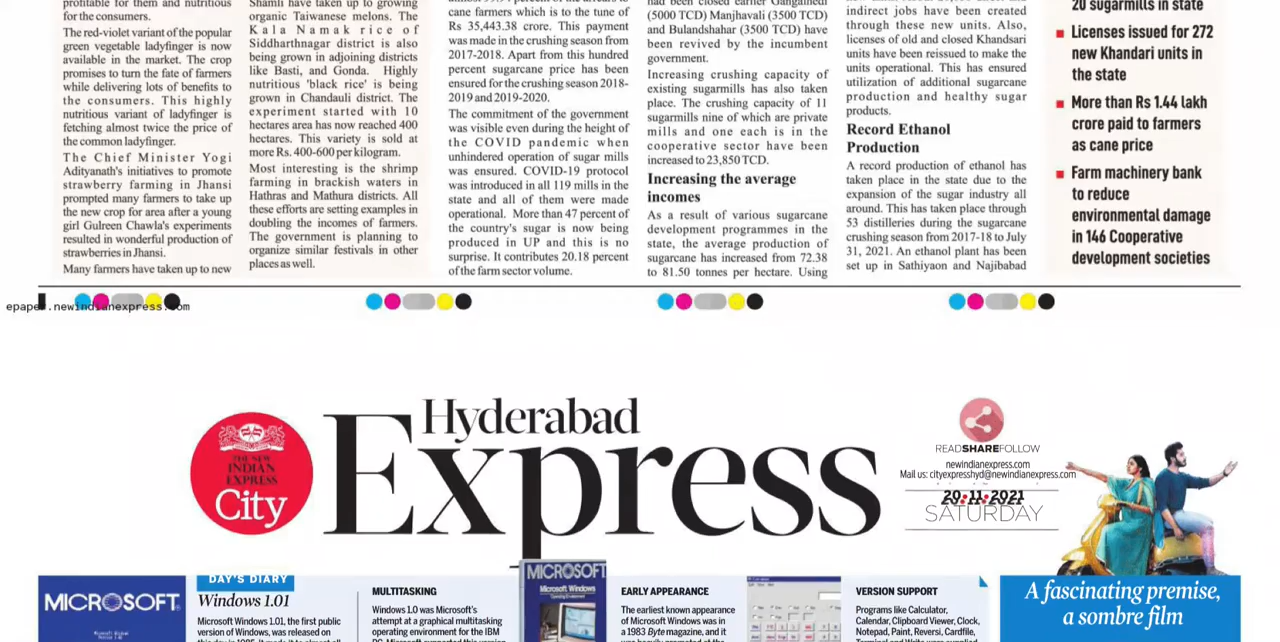 profitable for them and nutritious
for the consumers.
The red-violet variant of the popular
green vegetable ladyfinger is now
available in the market. The crop
promises to turn the fate of farmers
while delivering lots of benefits to
the consumers. This highly
nutritious variant of ladyfinger is
fetching almost twice the price of
the common ladyfinger.
The Chief Minister Yogi
Adityanath's initiatives to promote
strawberry farming in Jhansi
prompted many farmers to take up
the new crop for area after a young
girl Gulreen Chawla's experiments
resulted in wonderful production of
strawberries in Jhansi.
Many farmers have taken up to new
Shamli have taken up to growing
organic Taiwanese melons. The
Kala Namak rice of
Siddharthnagar district is also
being grown in adjoining districts
like Basti, and Gonda. Highly
nutritious 'black rice' is being
grown in Chandauli district. The
experiment started with 10
hectares area has now reached 400
hectares. This variety is sold at
more Rs. 400-600 per kilogram.
Most interesting is the shrimp
farming in brackish waters in
Hathras and Mathura districts. All
these efforts are setting examples in
doubling the incomes of farmers.
The government is planning to
organize similar festivals in other
places as well.
cane farmers which is to the tune of
Rs 35,443.38 crore. This payment
was made in the crushing season from
2017-2018. Apart from this hundred
percent sugarcane price has been
ensured for the crushing season 2018-
2019 and 2019-2020.
The commitment of the government
was visible even during the height of
the COVID pandemic when
unhindered operation of sugar mills
was ensured. COVID-19 protocol
was introduced in all 119 mills in the
state and all of them were made
operational. More than 47 percent of
the country's sugar is now being
produced in UP and this is no
surprise. It contributes 20.18 percent
of the farm sector volume.
had been closed earlier Gangalhedi
(5000 TCD) Manjhavali (3500 TCD)
and Bulandshahar (3500 TCD) have
been revived by the incumbent
government.
Increasing crushing capacity of
existing sugarmills has also taken
place. The crushing capacity of 11
sugarmills nine of which are private
mills and one each is in the
cooperative sector have been
increased to 23,850 TCD.
Increasing the average
incomes
As a result of various sugarcane
development programmes in the
state, the average production of
sugarcane has increased from 72.38
to 81.50 tonnes per hectare. Using
indirect jobs have been created
through these new units. Also,
licenses of old and closed Khandsari
units have been reissued to make the
units operational. This has ensured
utilization of additional sugarcane
production and healthy sugar
products.
Record Ethanol
Production
A record production of ethanol has
taken place in the state due to the
expansion of the sugar industry all
around. This has taken place through
53 distilleries during the sugarcane
crushing season from 2017-18 to July
31, 2021. An ethanol plant has been
set up in Sathiyaon and Najibabad
20 sugarmills in state
Licenses issued for 272
new Khandari units in
the state
More than Rs 1.44 lakh
crore paid to farmers
as cane price
Farm machinery bank
to reduce
environmental damage
in 146 Cooperative
development societies
epaper.newindianexpress.com
THE NEW
INDIAN
EXPRESS
City
Hyderabad
Express
READSHAREFOLLOW
newindianexpress.com
Mail us: cityexpresshyd@newindianexpress.com
20•11•2021
SATURDAY
MICROSOFT
DAY'S DIARY
Windows 1.01
Microsoft Windows 1.01, the first public
version of Windows, was released on
MULTITASKING
Windows 1.0 was Microsoft's
attempt at a graphical multitasking
operating environment for the IBM
MICROSOFT
Microsoft Windows
EARLY APPEARANCE
The earliest known appearance
of Microsoft Windows was in
a 1983 Byte magazine, and it
VERSION SUPPORT
Programs like Calculator,
Calendar, Clipboard Viewer, Clock,
Notepad, Paint, Reversi, Cardfile,
A fascinating premise,
a sombre film